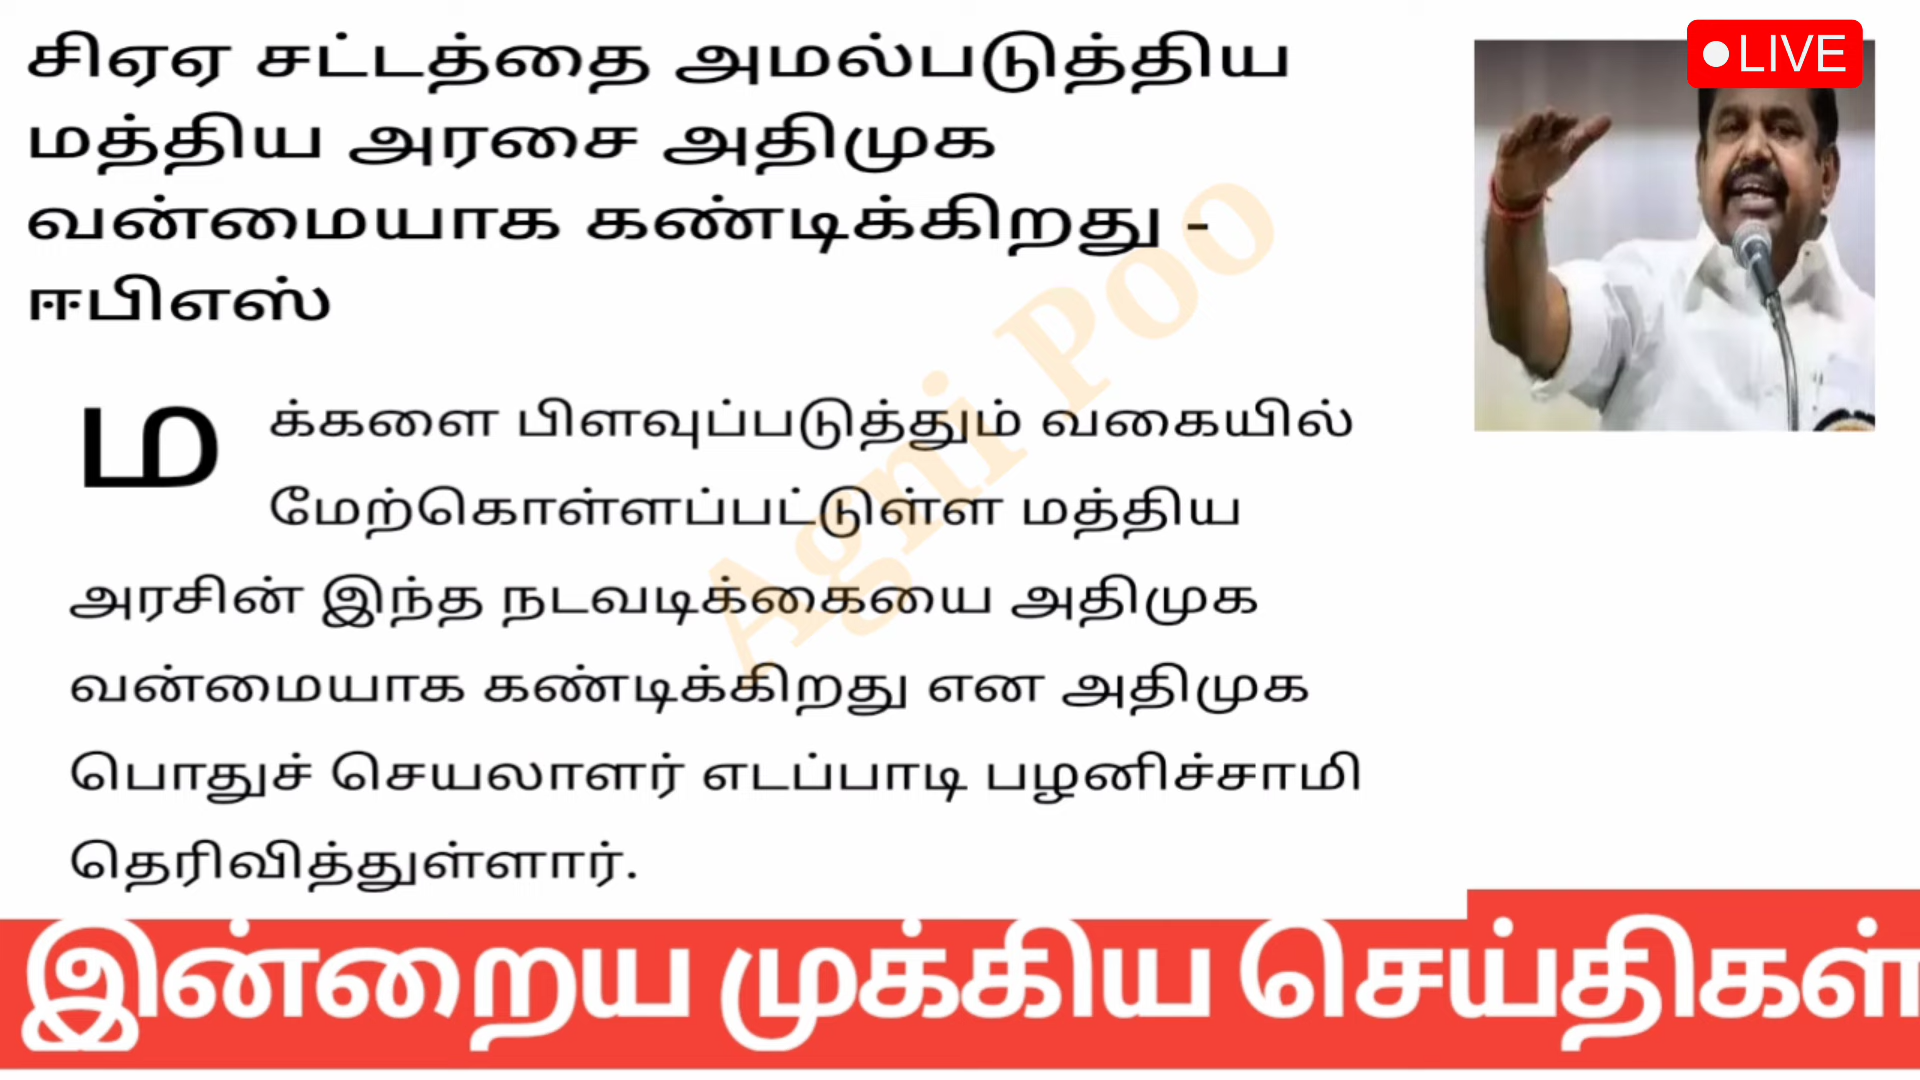 சிஏஏ சட்டத்தை அமல்படுத்திய
மத்திய அரசை அதிமுக
வன்மையாக கண்டிக்கிறது -
ஈபிஎஸ்
LIVE
மக்களை பிளவுப்படுத்தும் வகையில்
மேற்கொள்ளப்பட்டுள்ள மத்திய
அரசின் இந்த நடவடிக்கையை அதிமுக
வன்மையாக கண்டிக்கிறது என அதிமுக
பொதுச் செயலாளர் எடப்பாடி பழனிச்சாமி
தெரிவித்துள்ளார்.
Agni Poo
இன்றைய முக்கிய செய்திகள்